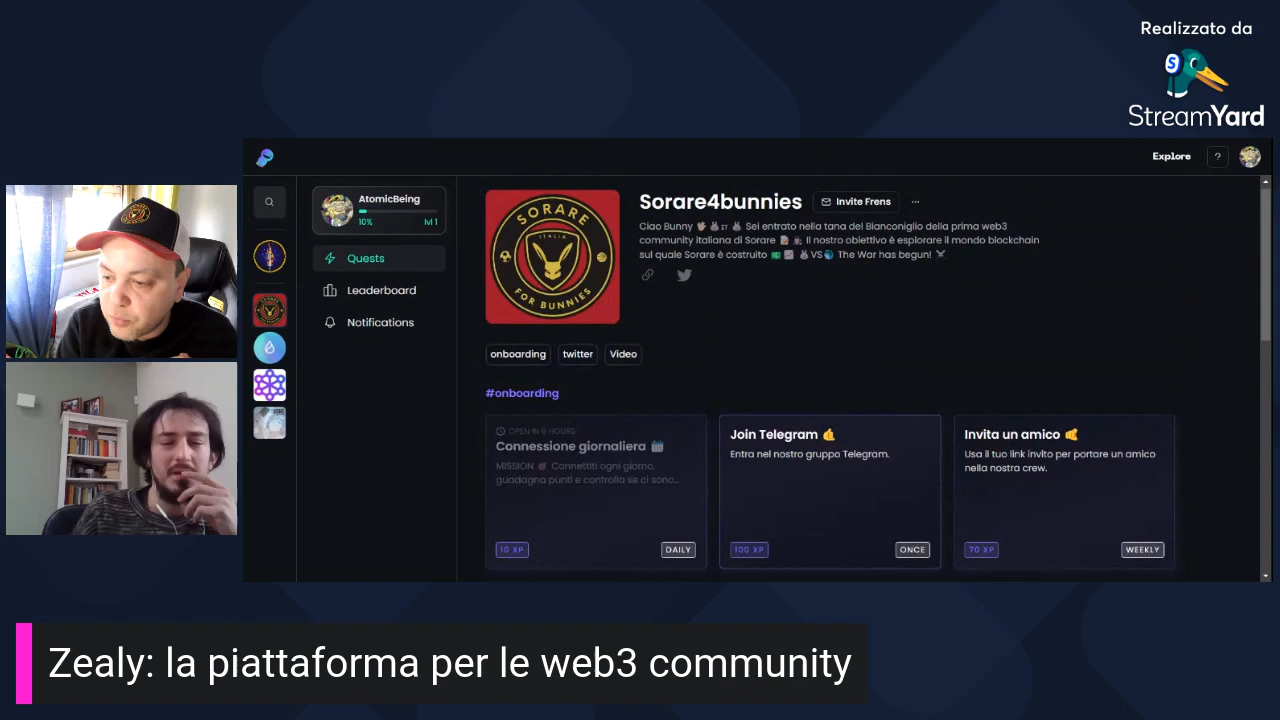 Realizzato da
StreamYard
Explore
?
AtomicBeing
10%
lvl 1
Quests
Leaderboard
Notifications
SORARE
ITALIA
FOR BUNNIES
Sorare4bunnies
Invite Frens
...
Ciao Bunny 🖖🏻 🐰 IT 🐰 Sei entrato nella tana del Bianconiglio della prima web3
community italiana di Sorare Il nostro obiettivo è esplorare il mondo blockchain
sul quale Sorare è costruito 💵 📈 🐰 VS 🌏 The War has begun! ⚔️
onboarding
twitter
Video
#onboarding
OPEN IN 9 HOURS
Connessione giornaliera 📅
MISSION 🎯 Connettiti ogni giorno,
guadagna punti e controlla se ci sono...
10 XP
DAILY
Join Telegram 🤙
Entra nel nostro gruppo Telegram.
100 XP
ONCE
Invita un amico 🤜
Usa il tuo link invito per portare un amico
nella nostra crew.
70 XP
WEEKLY
Zealy: la piattaforma per le web3 community